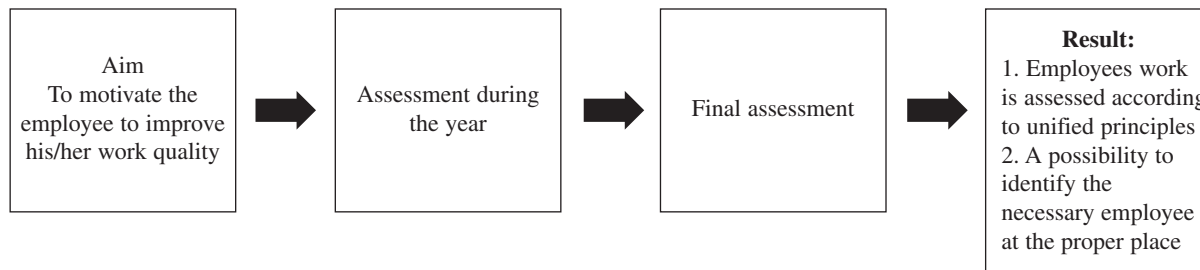 Aim
To motivate the
employee to improve
his/her work quality
Assessment during
the year
Final assessment
Result:
1. Employees work
is assessed according
to unified principles
2. A possibility to
identify the
necessary employee
at the proper place